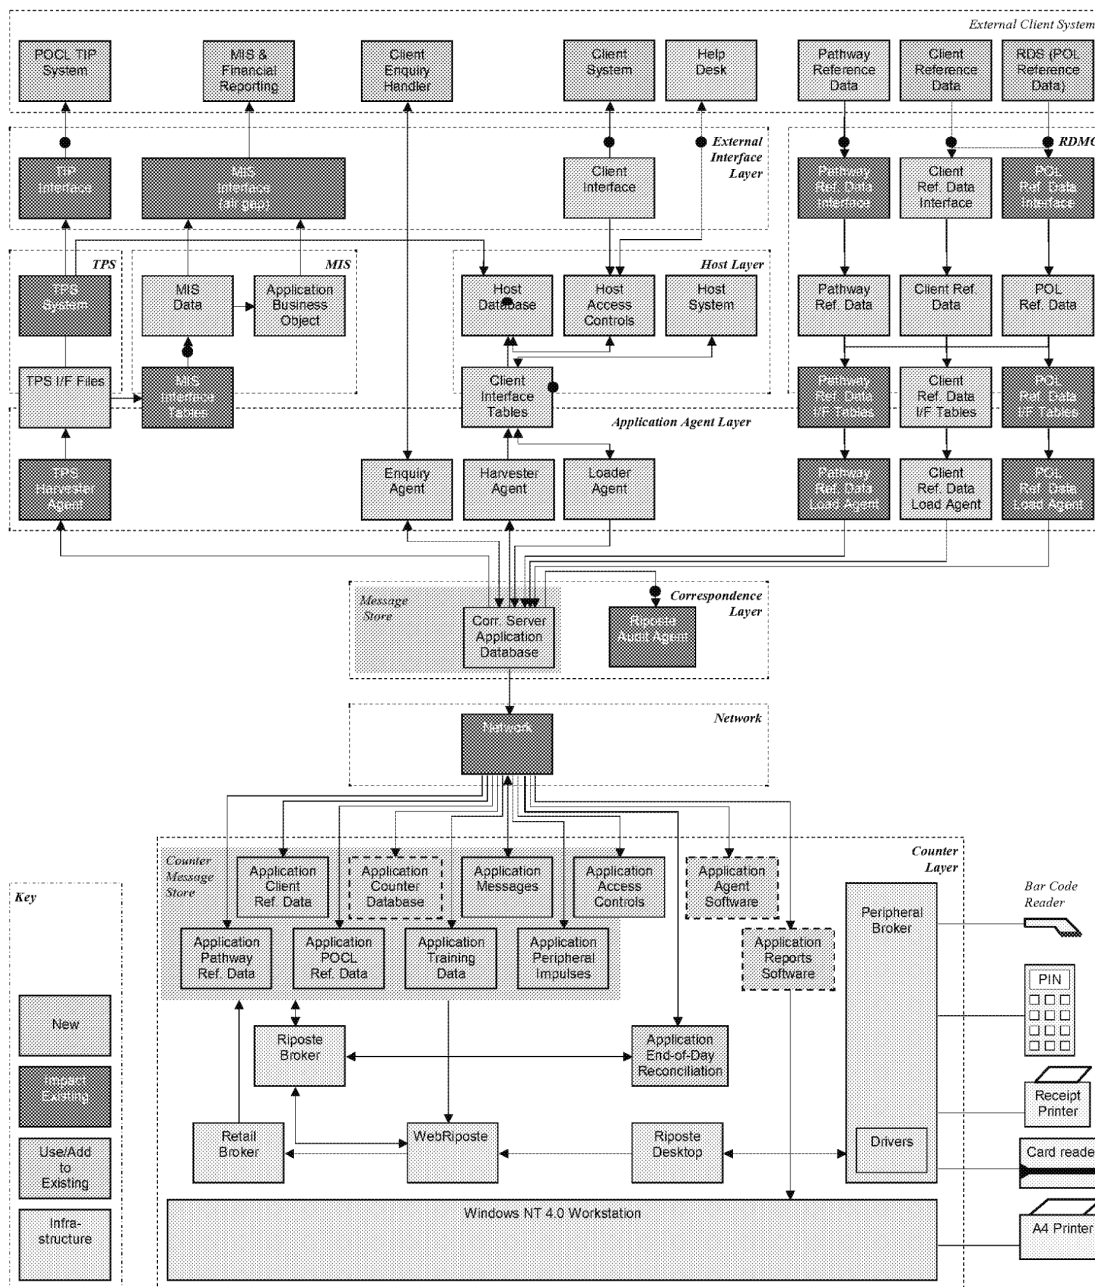 External Client System
POCL TIP
System
MIS &
Financial
Reporting
Client
Enquiry
Handler
Client
System
Help
Desk
Pathway
Reference
Data
Client
Reference
Data
RDS (POL
Reference
Data)
External
Interface
Layer
RDMC
TIP
Interface
MIS
Interface
(air gap)
Client
Interface
Pathway
Ref. Data
Interface
Client
Ref. Data
Interface
POL
Ref. Data
Interface
TPS
MIS
Host Layer
TPS
System
MIS
Data
Application
Business
Object
Host
Database
Host
Access
Controls
Host
System
Pathway
Ref. Data
Client Ref.
Data
POL
Ref. Data
TPS I/F Files
MIS
Interface
Tables
Client
Interface
Tables
Pathway
Ref. Data
I/F Tables
Client
Ref. Data
I/F Tables
POL
Ref. Data
I/F Tables
Application Agent Layer
TPS
Harvester
Agent
Enquiry
Agent
Harvester
Agent
Loader
Agent
Pathway
Ref. Data
Load Agent
Client
Ref. Data
Load Agent
POL
Ref. Data
Load Agent
Message
Store
Correspondence
Layer
Corr. Server
Application
Database
Riposte
Audit Agent
Network
Network
Counter
Layer
Counter
Message
Store
Application
Client
Ref. Data
Application
Counter
Database
Application
Messages
Application
Access
Controls
Application
Agent
Software
Application
Pathway
Ref. Data
Application
POCL
Ref. Data
Application
Training
Data
Application
Peripheral
Impulses
Application
Reports
Software
Peripheral
Broker
Bar Code
Reader
PIN
Riposte
Broker
Application
End-of-Day
Reconciliation
Receipt
Printer
Retail
Broker
WebRiposte
Riposte
Desktop
Drivers
Card reade
Windows NT 4.0 Workstation
A4 Printer
Key
New
Impact
Existing
Use/Add
to
Existing
Infra-
structure